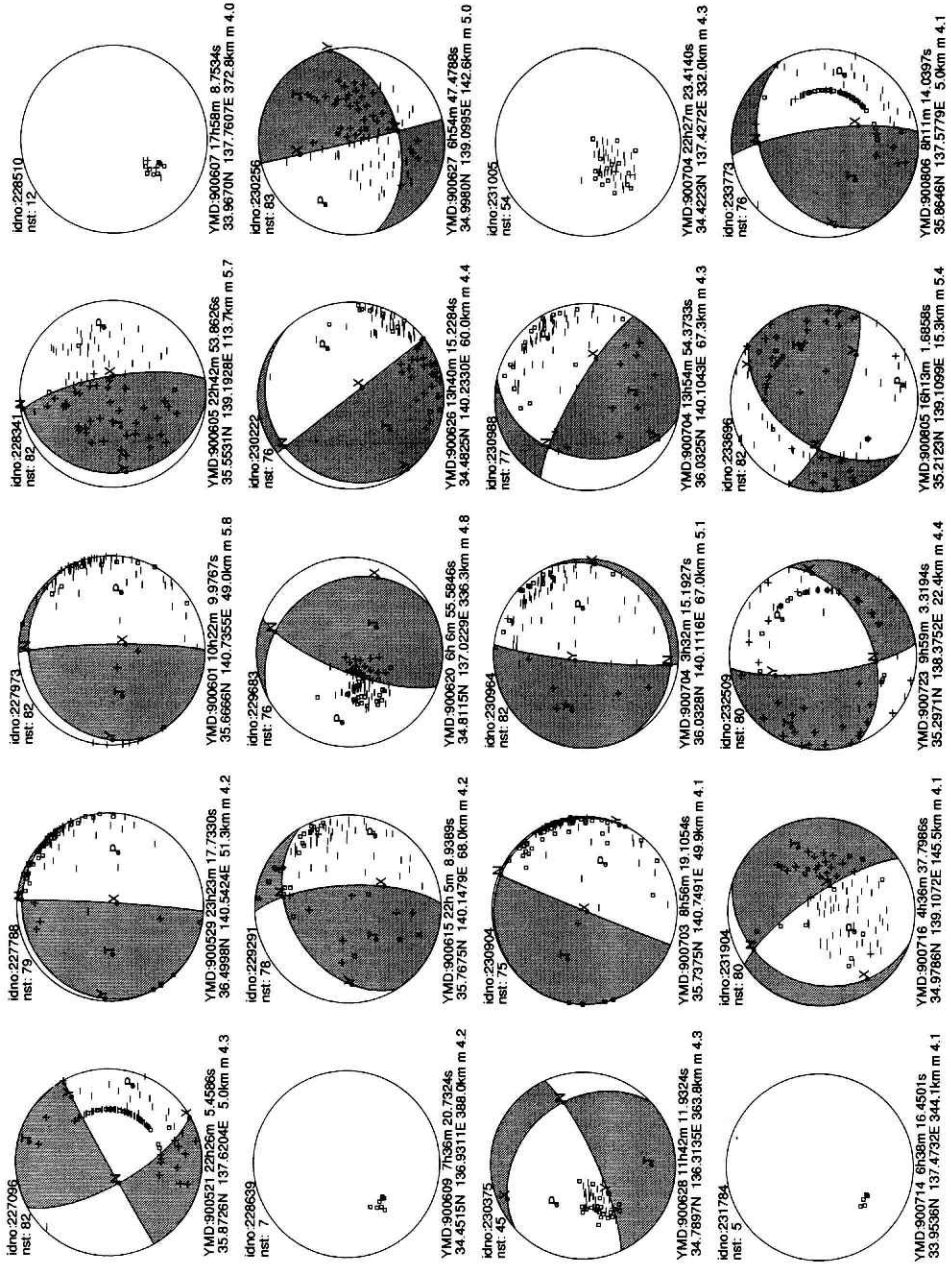 idno:227096
nst: 82
YMD:900521 22h26m 5.4586s
35.8726N 137.6204E 5.0km m 4.3
idno:227788
nst: 79
YMD:900529 23h23m 17.7330s
36.4998N 140.5424E 51.3km m 4.2
idno:227973
nst: 82
YMD:900601 10h22m 9.9767s
35.6666N 140.7355E 49.0km m 5.8
idno:228341
nst: 82
YMD:900605 22h42m 53.8626s
35.5531N 139.1928E 113.7km m 5.7
idno:228510
nst: 12
YMD:900607 17h58m 8.7534s
33.9670N 137.7607E 372.8km m 4.0
idno:228639
nst: 7
YMD:900609 7h36m 20.7324s
34.4515N 136.9311E 388.0km m 4.2
idno:229291
nst: 78
YMD:900615 22h 5m 8.9389s
35.7675N 140.1479E 68.0km m 4.2
idno:229683
nst: 76
YMD:900620 6h 6m 55.5846s
34.8115N 137.0229E 336.3km m 4.8
idno:230222
nst: 76
YMD:900626 13h40m 15.2284s
34.4825N 140.2330E 60.0km m 4.4
idno:230256
nst: 83
YMD:900627 6h54m 47.4788s
34.9980N 139.0995E 142.6km m 5.0
idno:230375
nst: 45
YMD:900628 11h42m 11.9324s
34.7897N 136.3135E 363.8km m 4.3
idno:230904
nst: 75
YMD:900703 8h56m 19.1054s
35.7375N 140.7491E 49.9km m 4.1
idno:230964
nst: 82
YMD:900704 3h32m 15.1927s
36.0328N 140.1116E 67.0km m 5.1
idno:230988
nst: 77
YMD:900704 13h54m 54.3733s
36.0325N 140.1043E 67.3km m 4.3
idno:231005
nst: 54
YMD:900704 22h27m 23.4140s
34.4223N 137.4272E 332.0km m 4.3
idno:231784
nst: 5
YMD:900714 6h38m 16.4501s
33.9536N 137.4732E 344.1km m 4.1
idno:231904
nst: 80
YMD:900716 4h36m 37.7986s
34.9786N 139.1072E 145.5km m 4.1
idno:232509
nst: 80
YMD:900723 9h59m 3.3194s
35.2971N 138.3752E 22.4km m 4.4
idno:233696
nst: 82
YMD:900805 16h13m 1.6858s
35.2123N 139.1099E 15.3km m 5.4
idno:233773
nst: 76
YMD:900806 8h11m 14.0397s
35.8646N 137.5779E 5.0km m 4.1